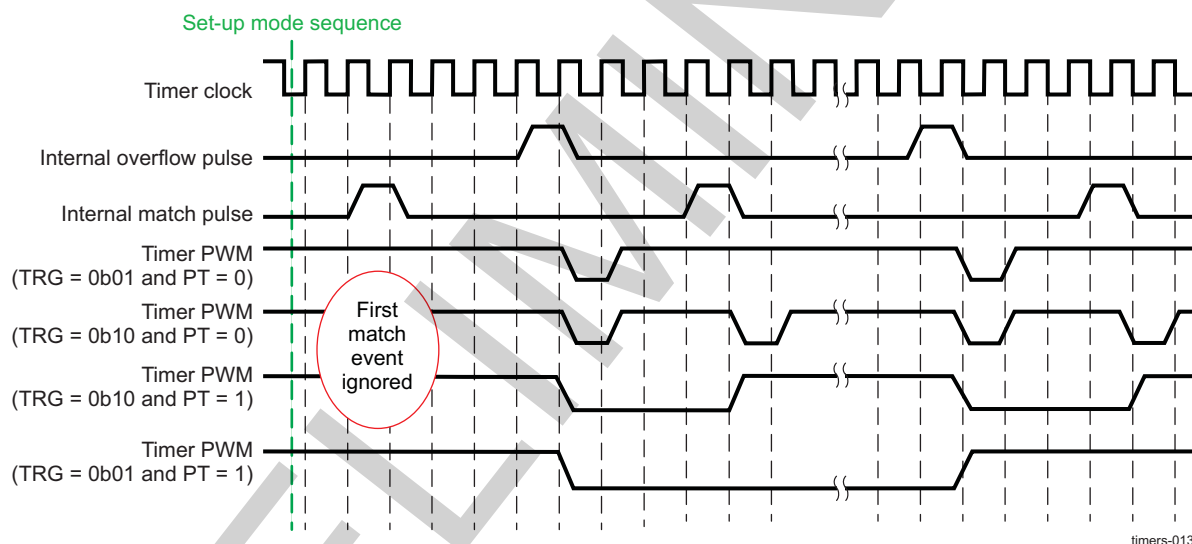 Set-up mode sequence
Timer clock
Internal overflow pulse
Internal match pulse
Timer PWM
(TRG = 0b01 and PT = 0)
Timer PWM
(TRG = 0b10 and PT = 0)
Timer PWM
(TRG = 0b10 and PT = 1)
Timer PWM
(TRG = 0b01 and PT = 1)
First
match
event
ignored
timers-013